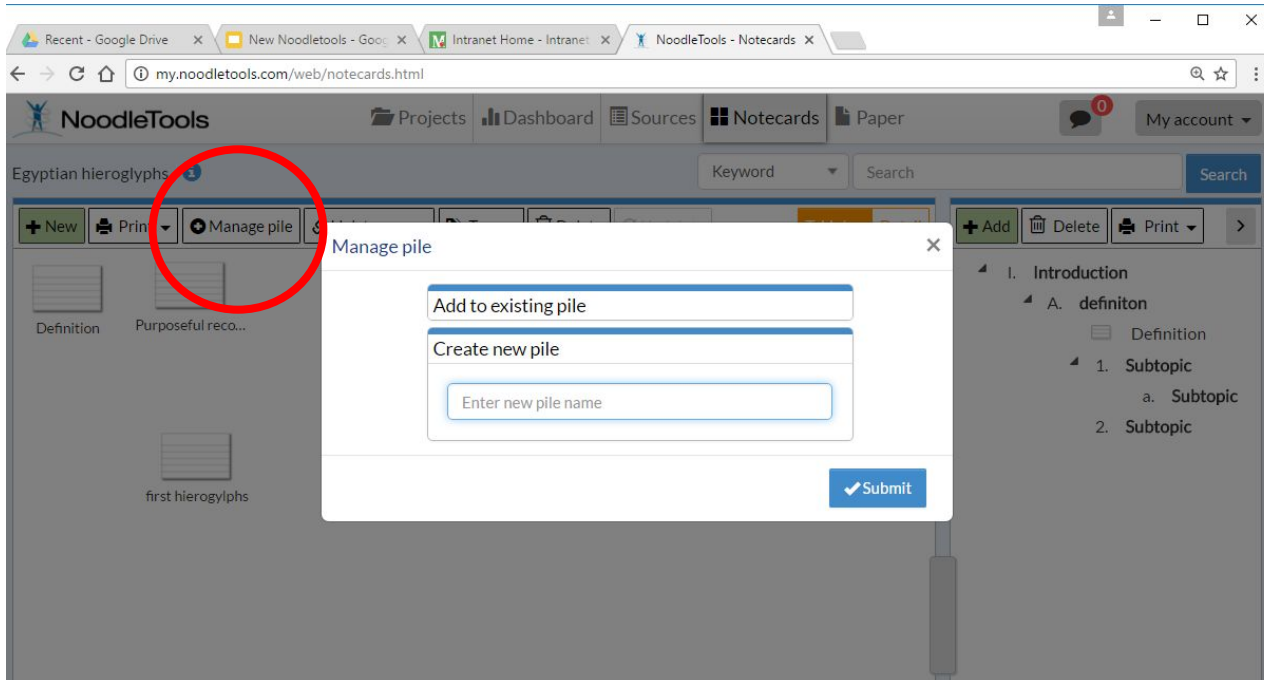 Recent - Google Drive
New Noodletools - Goog
Intranet Home - Intranet
NoodleTools - Notecards
my.noodletools.com/web/notecards.html
NoodleTools
Projects
Dashboard
Sources
Notecards
Paper
0
My account
Egyptian hieroglyphs
Keyword
Search
Search
New
Print
Manage pile
Add
Delete
Print
Manage pile
Add to existing pile
Create new pile
Enter new pile name
Submit
Definition
Purposeful reco...
first hierogylphs
I. Introduction
A. definiton
Definition
1. Subtopic
a. Subtopic
2. Subtopic